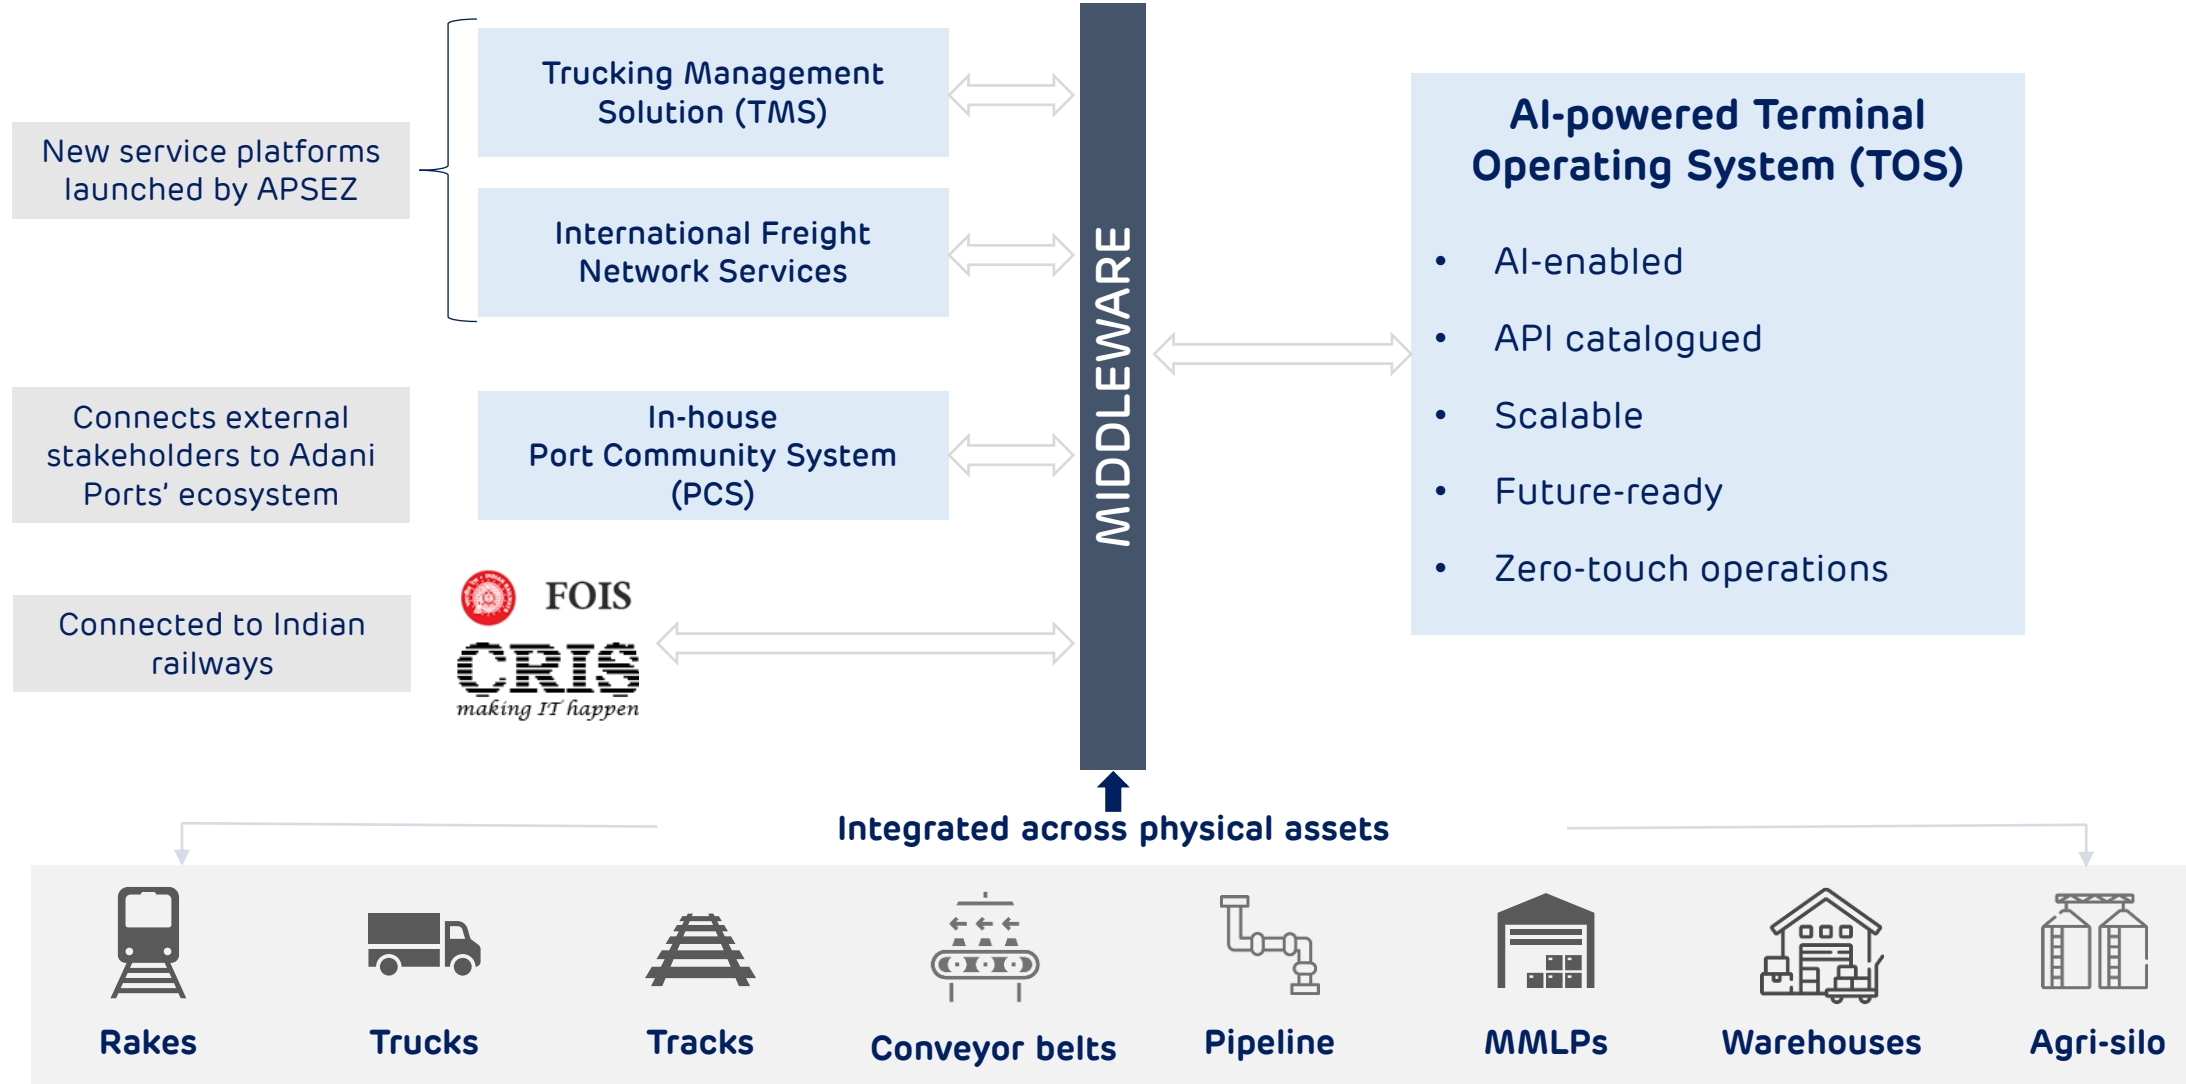 New service platforms
launched by APSEZ
Trucking Management
Solution (TMS)
International Freight
Network Services
Connects external
stakeholders to Adani
Ports’ ecosystem
In-house
Port Community System
(PCS)
Connected to Indian
railways
FOIS
CRIS
making IT happen
MIDDLEWARE
AI-powered Terminal
Operating System (TOS)
• AI-enabled
• API catalogued
• Scalable
• Future-ready
• Zero-touch operations
Integrated across physical assets
Rakes
Trucks
Tracks
Conveyor belts
Pipeline
MMLPs
Warehouses
Agri-silo